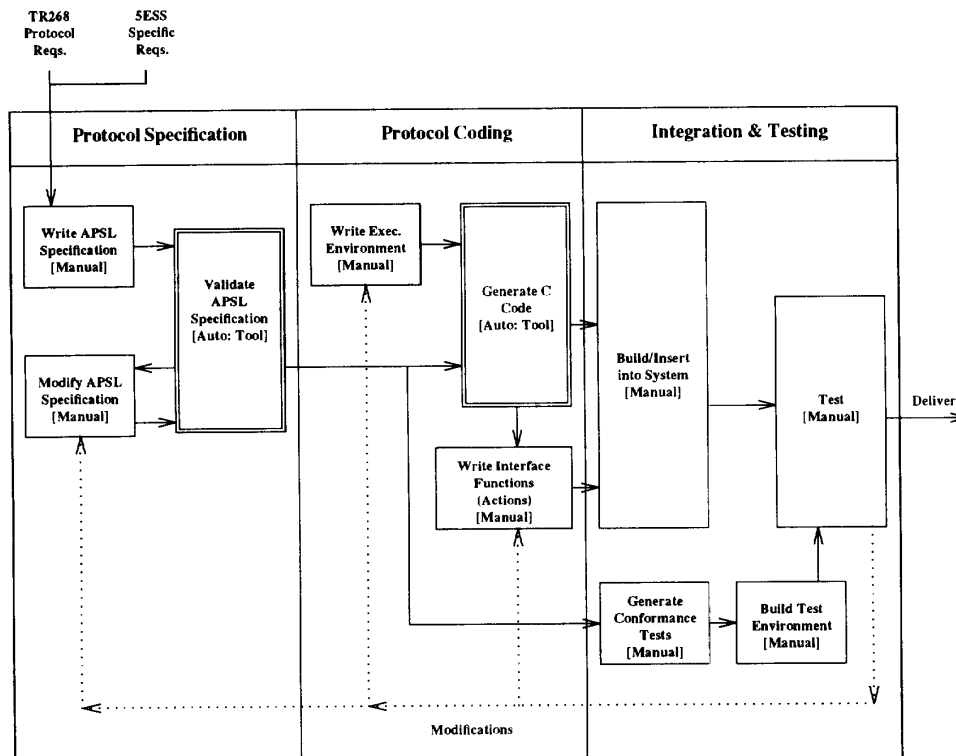 TR268
Protocol
Reqs.
5ESS
Specific
Reqs.
Protocol Specification
Protocol Coding
Integration & Testing
Write APSL
Specification
[Manual]
Validate
APSL
Specification
[Auto: Tool]
Modify APSL
Specification
[Manual]
Write Exec.
Environment
[Manual]
Generate C
Code
[Auto: Tool]
Write Interface
Functions
(Actions)
[Manual]
Build/Insert
into System
[Manual]
Test
[Manual]
Deliver
Generate
Conformance
Tests
[Manual]
Build Test
Environment
[Manual]
Modifications